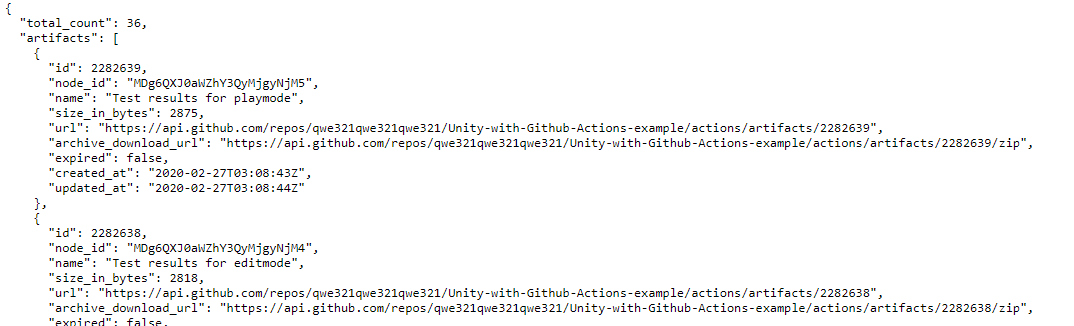 {
"total_count": 36,
"artifacts": [
{
"id": 2282639,
"node_id": "MDg6QXJ0aWZhY3QyMjgyNjM5",
"name": "Test results for playmode",
"size_in_bytes": 2875,
"url": "https://api.github.com/repos/qwe321qwe321qwe321/Unity-with-Github-Actions-example/actions/artifacts/2282639",
"archive_download_url": "https://api.github.com/repos/qwe321qwe321qwe321/Unity-with-Github-Actions-example/actions/artifacts/2282639/zip",
"expired": false,
"created_at": "2020-02-27T03:08:43Z",
"updated_at": "2020-02-27T03:08:44Z"
},
{
"id": 2282638,
"node_id": "MDg6QXJ0aWZhY3QyMjgyNjM4",
"name": "Test results for editmode",
"size_in_bytes": 2818,
"url": "https://api.github.com/repos/qwe321qwe321qwe321/Unity-with-Github-Actions-example/actions/artifacts/2282638",
"archive_download_url": "https://api.github.com/repos/qwe321qwe321qwe321/Unity-with-Github-Actions-example/actions/artifacts/2282638/zip",
"expired": false,